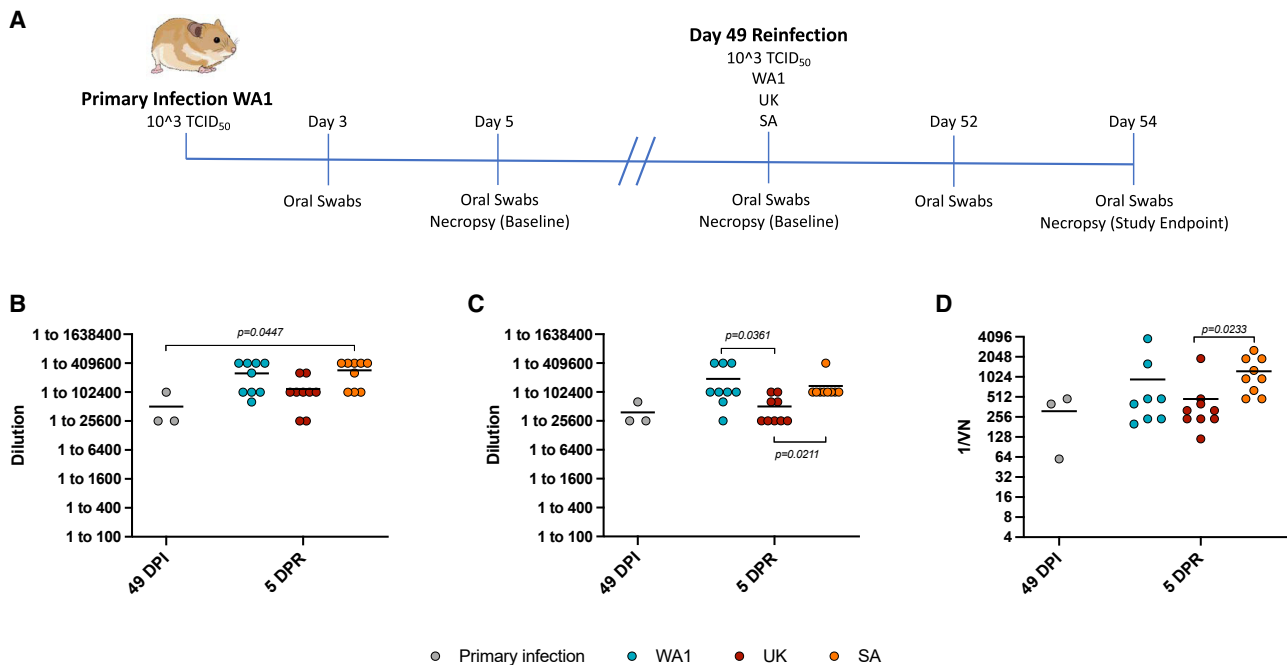 A
Primary Infection WA1
10^3 TCID50
Day 3
Day 5
Day 49 Reinfection
10^3 TCID50
WA1
UK
SA
Day 52
Day 54
Oral Swabs
Oral Swabs
Necropsy (Baseline)
Oral Swabs
Necropsy (Baseline)
Oral Swabs
Oral Swabs
Necropsy (Study Endpoint)
B
Dilution
1 to 1638400
1 to 409600
1 to 102400
1 to 25600
1 to 6400
1 to 1600
1 to 400
1 to 100
p=0.0447
49 DPI
5 DPR
C
Dilution
1 to 1638400
1 to 409600
1 to 102400
1 to 25600
1 to 6400
1 to 1600
1 to 400
1 to 100
p=0.0361
p=0.0211
49 DPI
5 DPR
D
1/VN
4096
2048
1024
512
256
128
64
32
16
8
4
p=0.0233
49 DPI
5 DPR
Primary infection
WA1
UK
SA